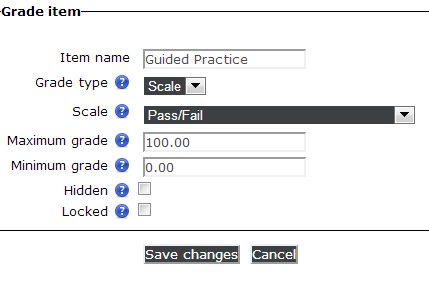 Grade item
Item name Guided Practice
Grade type ? Scale
Scale ? Pass/Fail
Maximum grade ? 100.00
Minimum grade ? 0.00
Hidden ?
Locked ?
Save changes Cancel